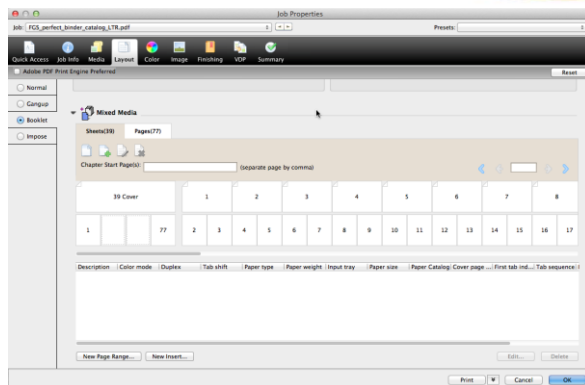 Job Properties
Job: FGS_perfect_binder_catalog_LTR.pdf Presets:
Quick Access Job Info Media Layout Color Image Finishing VDP Summary
Adobe PDF Print Engine Preferred Reset
Normal
Gangup
Booklet
Impose
Mixed Media
Sheets(39) Pages(77)
Chapter Start Page(s): (separate page by comma)
39 Cover 1 2 3 4 5 6 7 8
1 77 2 3 4 5 6 7 8 9 10 11 12 13 14 15 16 17
Description Color mode Duplex Tab shift Paper type Paper weight Input tray Paper size Paper Catalog Cover page ... First tab ind... Tab sequence
New Page Range... New Insert... Edit... Delete
Print Cancel OK